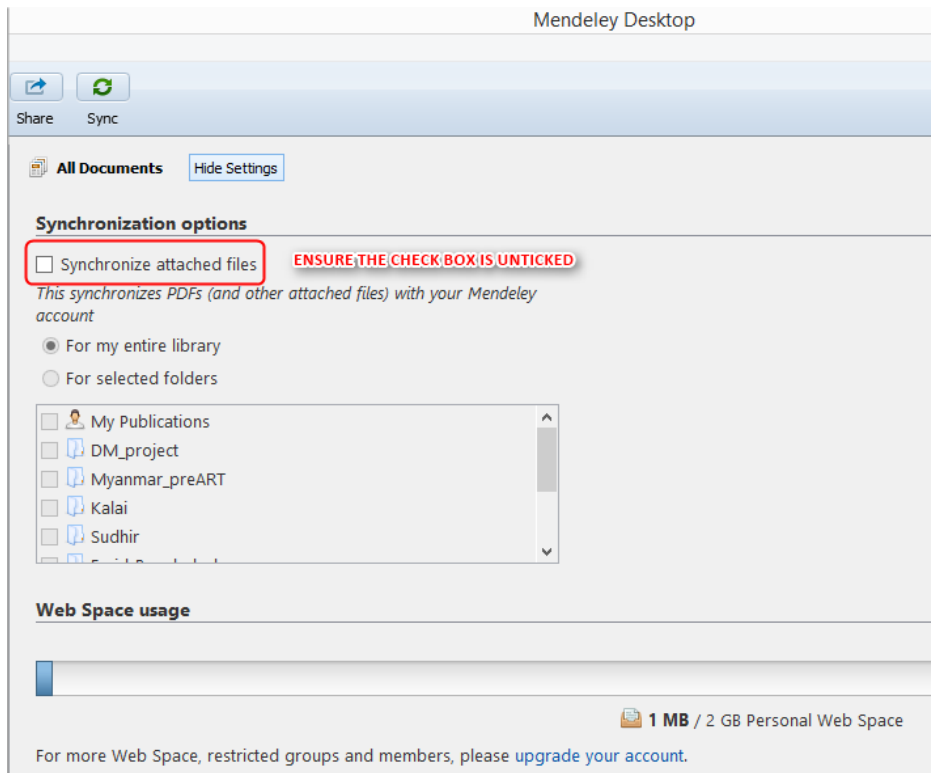 Mendeley Desktop
Share Sync
All Documents Hide Settings
Synchronization options
Synchronize attached files ENSURE THE CHECK BOX IS UNTICKED
This synchronizes PDFs (and other attached files) with your Mendeley
account
For my entire library
For selected folders
My Publications
DM_project
Myanmar_preART
Kalai
Sudhir
Web Space usage
1 MB / 2 GB Personal Web Space
For more Web Space, restricted groups and members, please upgrade your account.